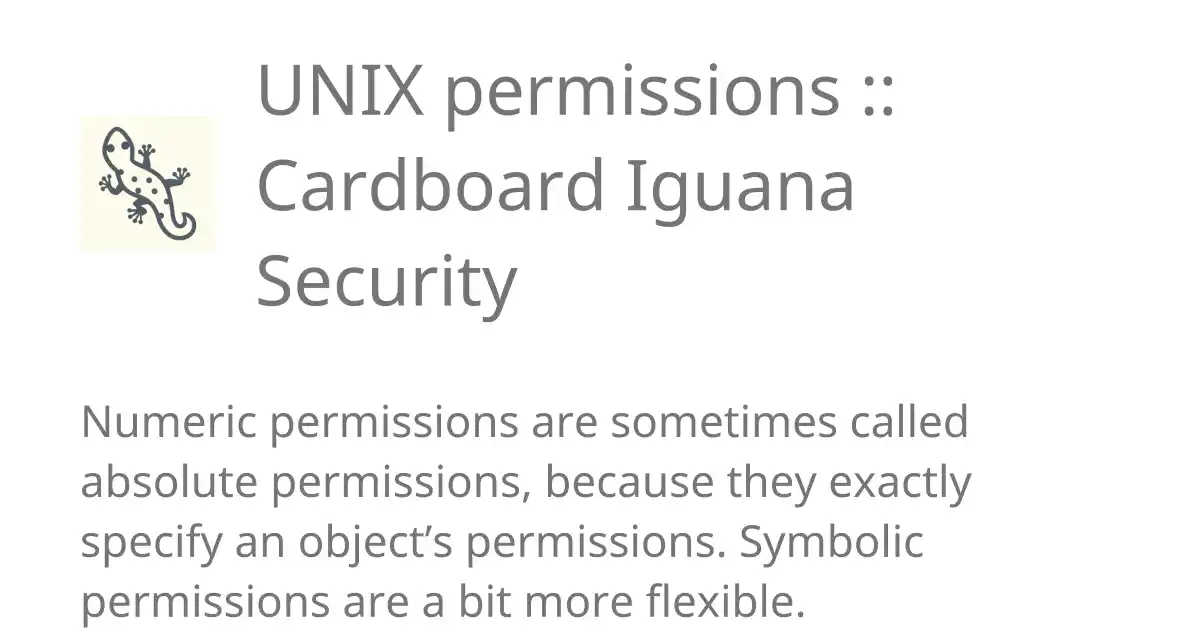 UNIX permissions ::
Cardboard Iguana
Security
Numeric permissions are sometimes called
absolute permissions, because they exactly
specify an object’s permissions. Symbolic
permissions are a bit more flexible.